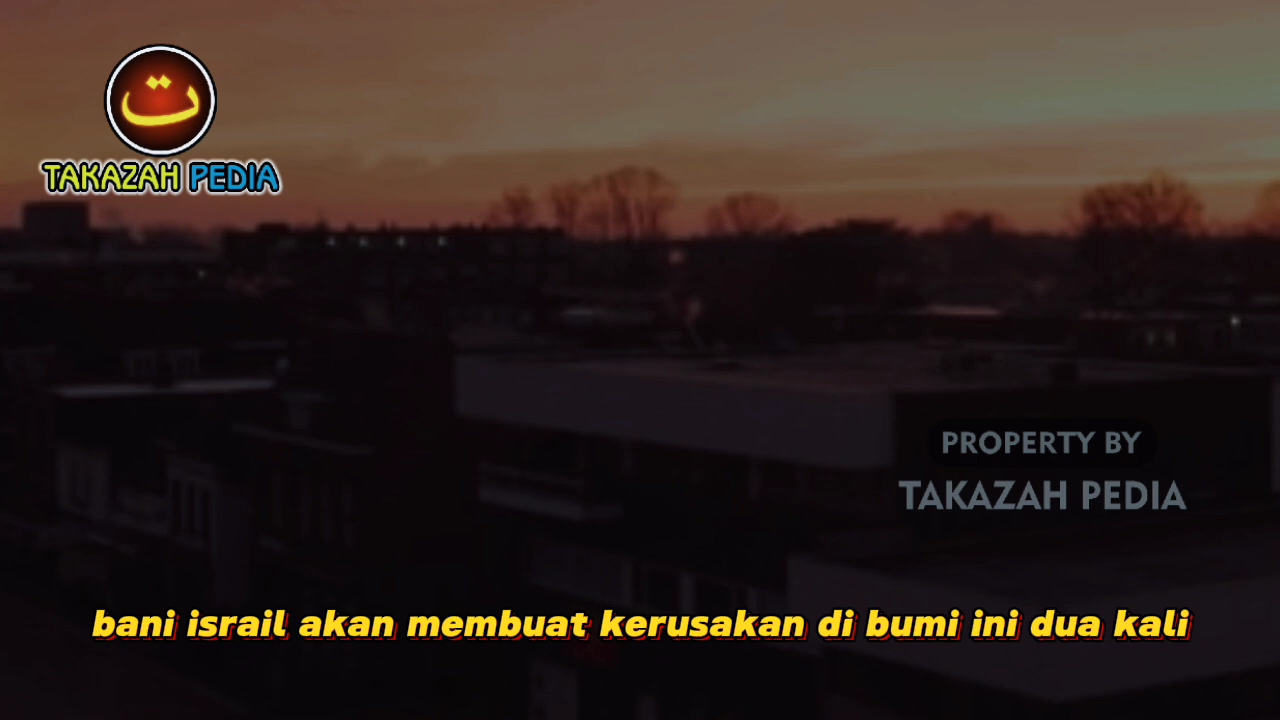 ت
TAKAZAH PEDIA
PROPERTY BY
TAKAZAH PEDIA
bani israil akan membuat kerusakan di bumi ini dua kali